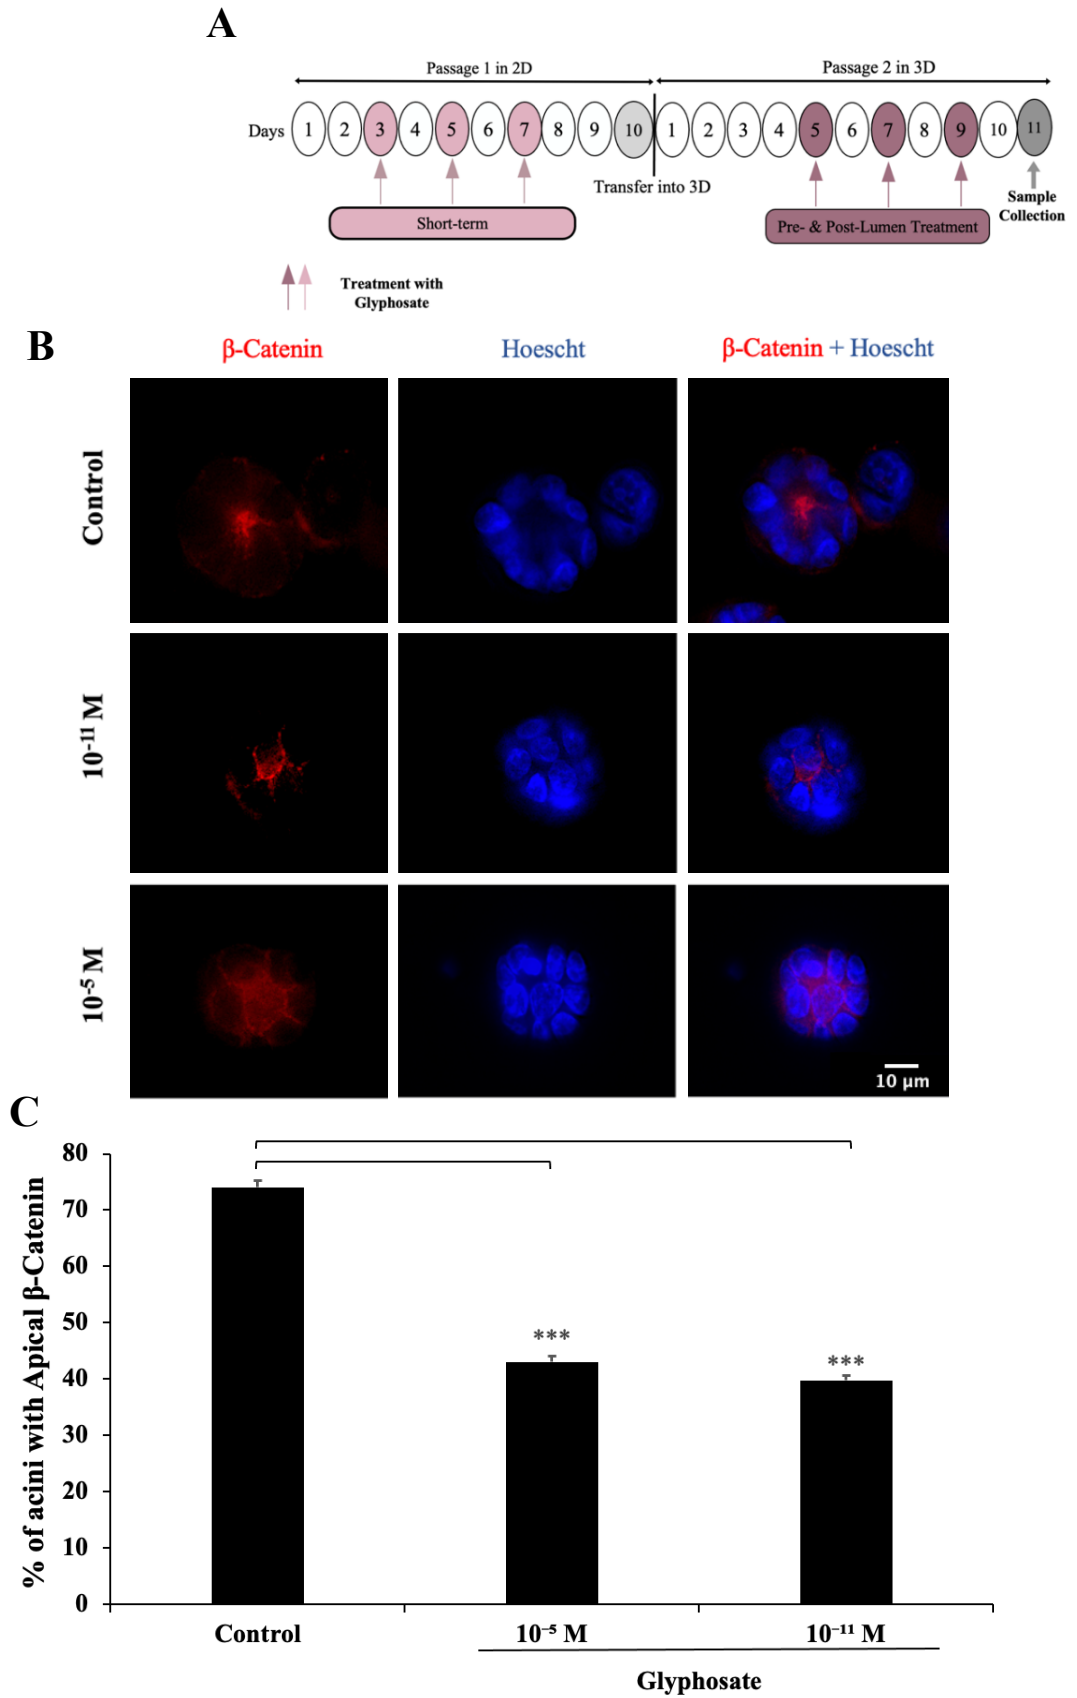 A
Passage 1 in 2D
Passage 2 in 3D
Days 1 2 3 4 5 6 7 8 9 10 1 2 3 4 5 6 7 8 9 10 11
Transfer into 3D
Short-term
Pre- & Post-Lumen Treatment
Sample
Collection
Treatment with
Glyphosate
B
β-Catenin
Hoescht
β-Catenin + Hoescht
Control
10⁻¹¹ M
10⁻⁵ M
10 µm
C
% of acini with Apical β-Catenin
80
70
60
50
40
30
20
10
0
***
***
Control
10⁻⁵ M
10⁻¹¹ M
Glyphosate